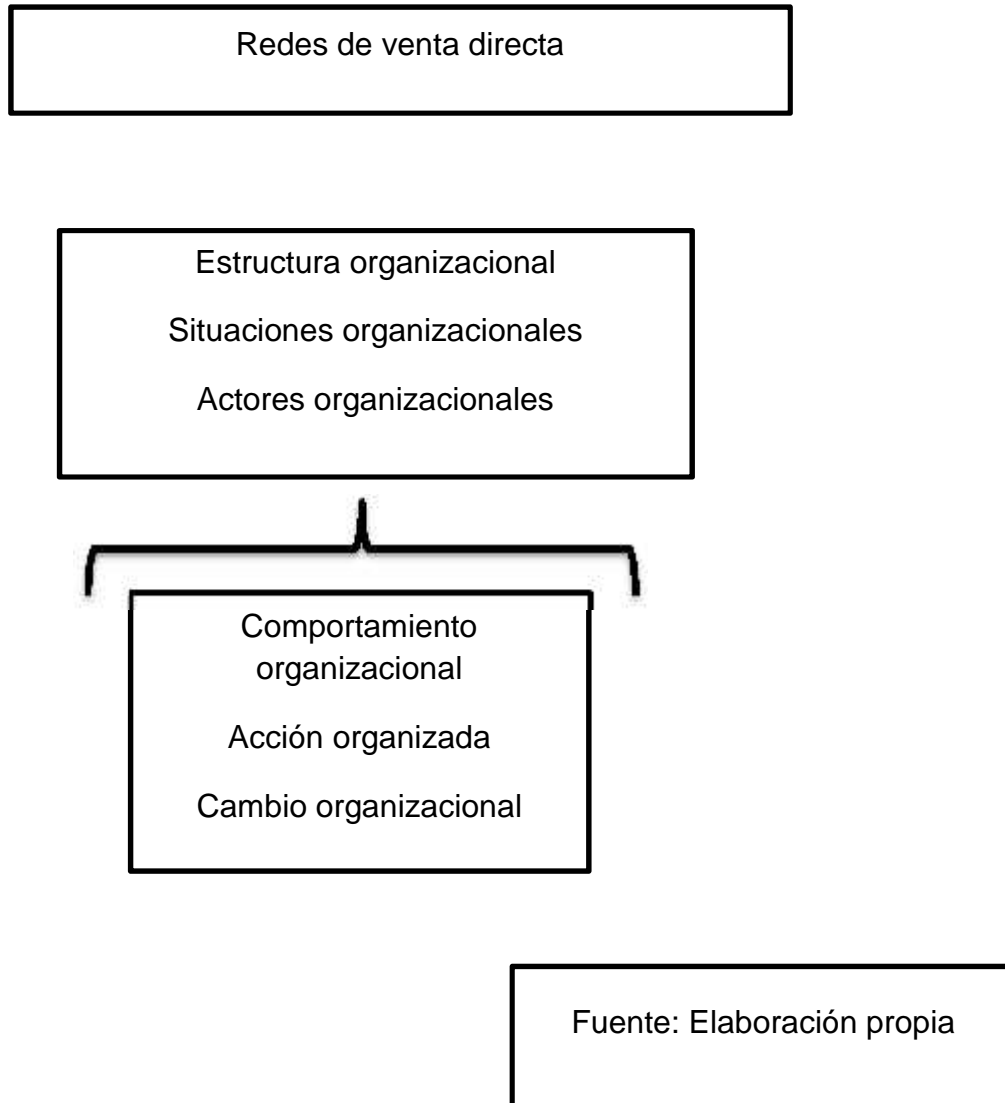 Redes de venta directa
Estructura organizacional
Situaciones organizacionales
Actores organizacionales
Comportamiento
organizacional
Acción organizada
Cambio organizacional
Fuente: Elaboración propia